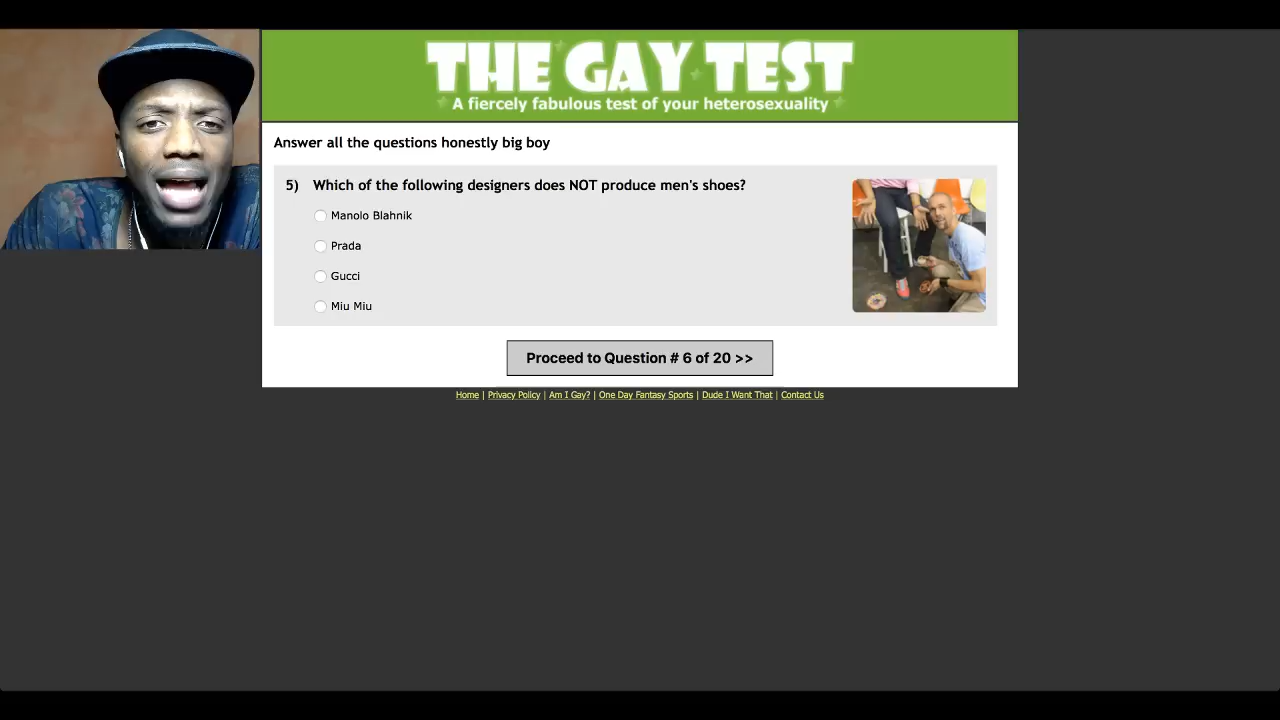 THE GAY TEST
A fiercely fabulous test of your heterosexuality
Answer all the questions honestly big boy
5) Which of the following designers does NOT produce men's shoes?
Manolo Blahnik
Prada
Gucci
Miu Miu
Proceed to Question # 6 of 20 >>
Home | Privacy Policy | Am I Gay? | One Day Fantasy Sports | Dude I Want That | Contact Us